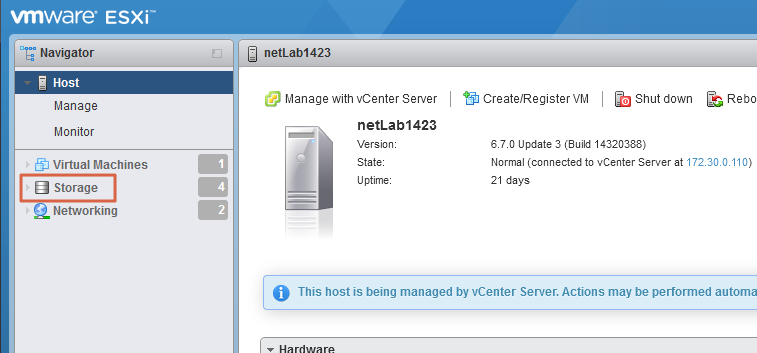 vmware ESXi™
Navigator
Host
Manage
Monitor
Virtual Machines 1
Storage 4
Networking 2
netLab1423
Manage with vCenter Server Create/Register VM Shut down Rebo
netLab1423
Version: 6.7.0 Update 3 (Build 14320388)
State: Normal (connected to vCenter Server at 172.30.0.110)
Uptime: 21 days
This host is being managed by vCenter Server. Actions may be performed automa
Hardware